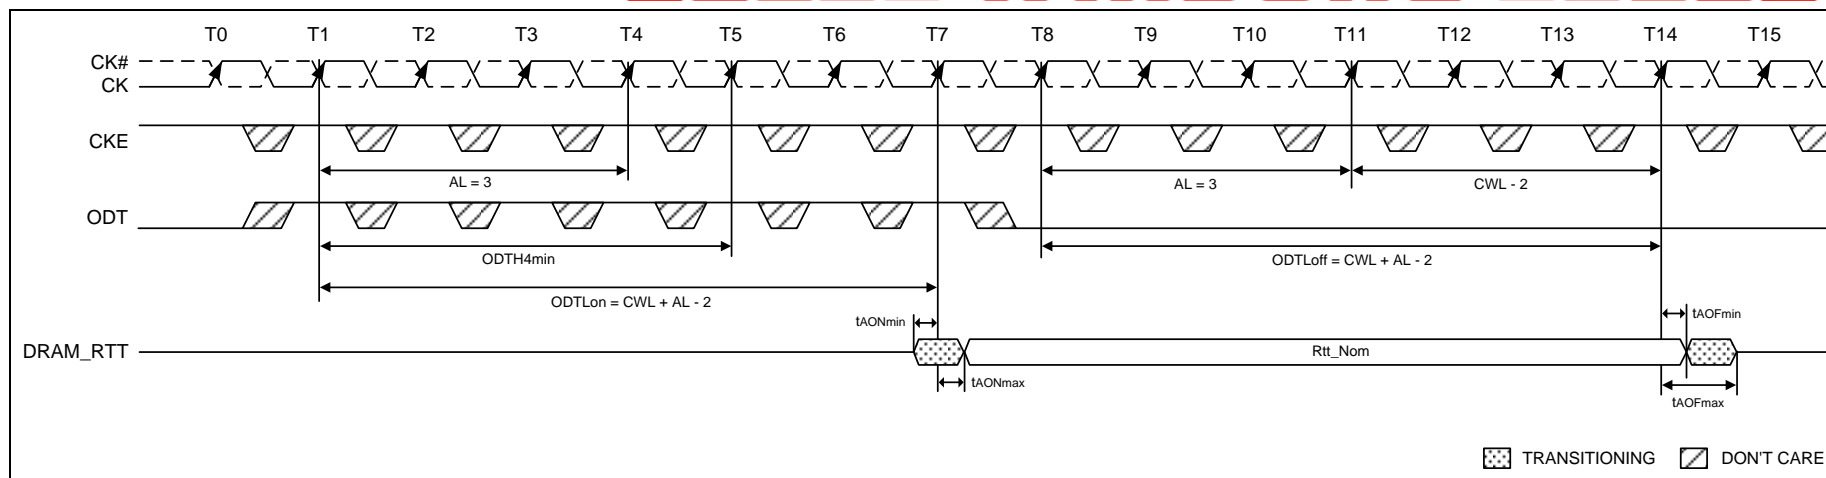 T0 T1 T2 T3 T4 T5 T6 T7 T8 T9 T10 T11 T12 T13 T14 T15
CK#
CK
CKE
AL = 3
AL = 3
CWL - 2
ODT
ODTH4min
ODTLoff = CWL + AL - 2
ODTLon = CWL + AL - 2
tAONmin
tAOFmin
DRAM_RTT
Rtt_Nom
tAONmax
tAOFmax
TRANSITIONING
DON'T CARE